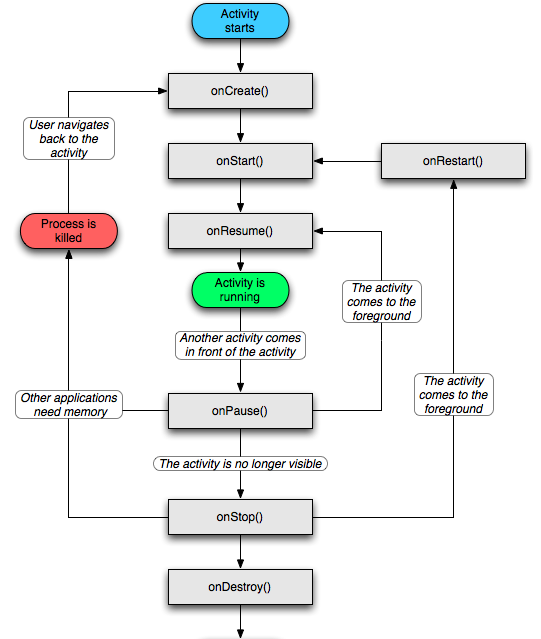 Activity
starts
onCreate()
User navigates
back to the
activity
onStart()
onRestart()
Process is
killed
onResume()
Activity is
running
The activity
comes to the
foreground
Another activity comes
in front of the activity
Other applications
need memory
onPause()
The activity
comes to the
foreground
The activity is no longer visible
onStop()
onDestroy()